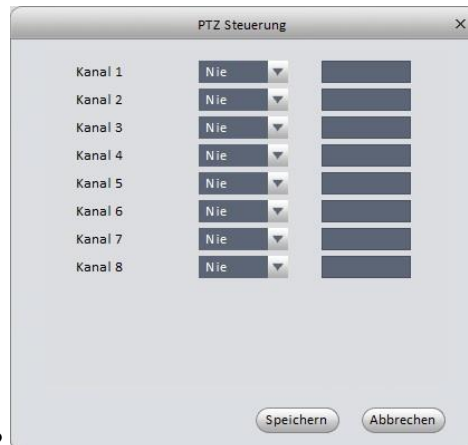 PTZ Steuerung
Kanal 1 Nie
Kanal 2 Nie
Kanal 3 Nie
Kanal 4 Nie
Kanal 5 Nie
Kanal 6 Nie
Kanal 7 Nie
Kanal 8 Nie
Speichern Abbrechen